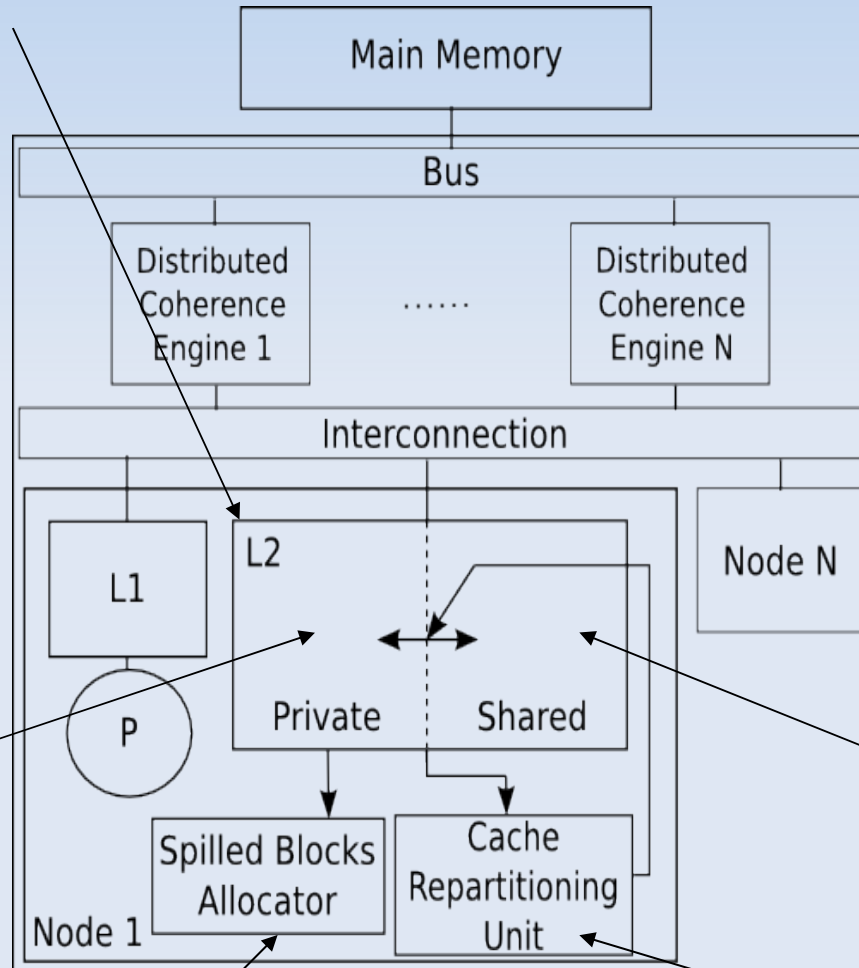 Main Memory
Bus
Distributed
Coherence
Engine 1
......
Distributed
Coherence
Engine N
Interconnection
L1
P
L2
Private
Shared
Node N
Spilled Blocks
Allocator
Cache
Repartitioning
Unit
Node 1